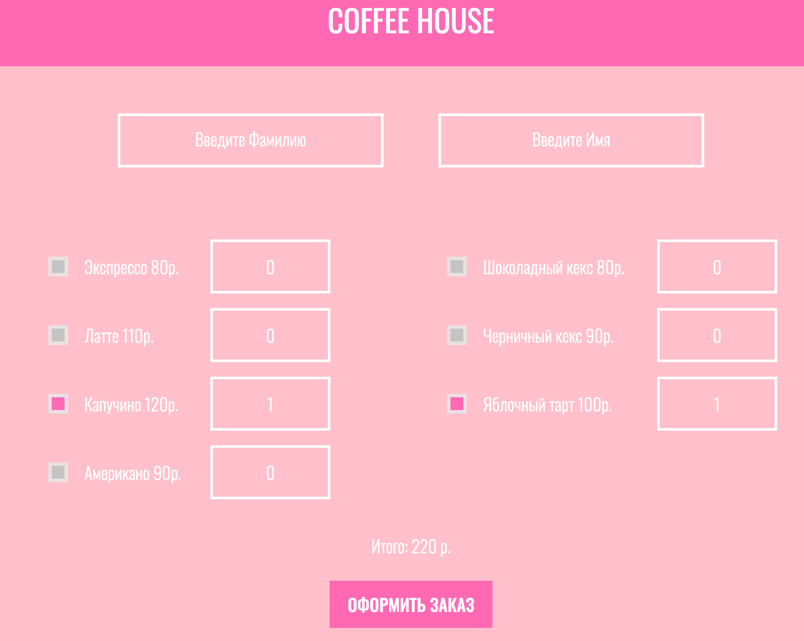 COFFEE HOUSE
Введите Фамилию
Введите Имя
Экспрессо 80р.
0
Шоколадный кекс 80р.
0
Латте 110р.
0
Черничный кекс 90р.
0
Капучино 120р.
1
Яблочный тарт 100р.
1
Американо 90р.
0
Итого: 220 р.
ОФОРМИТЬ ЗАКАЗ